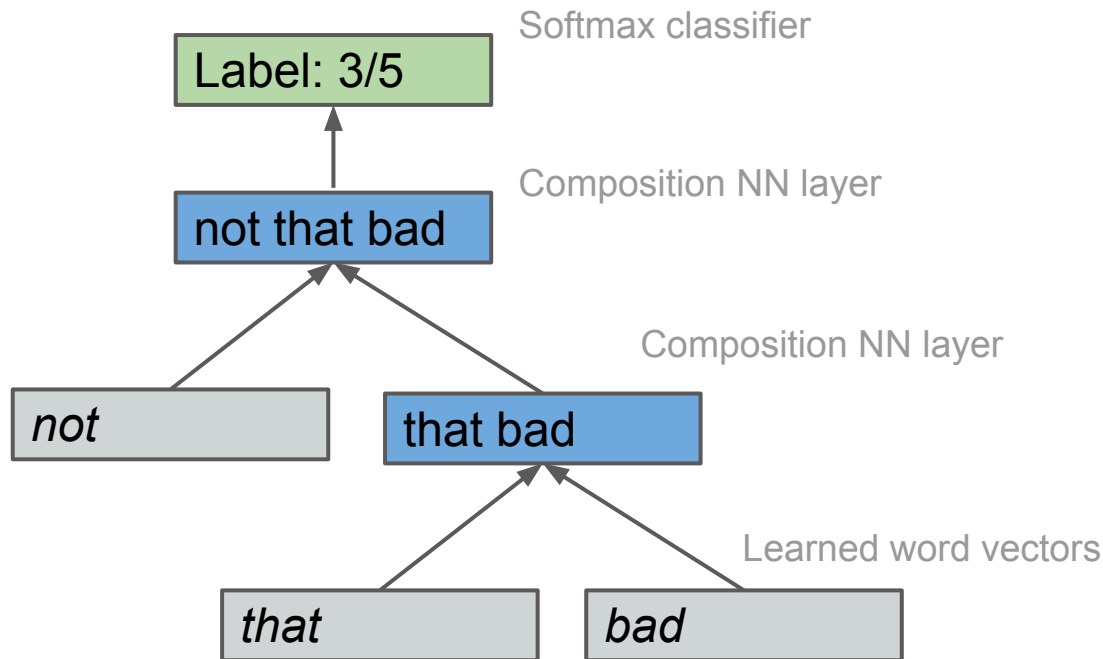 Softmax classifier
Label: 3/5
Composition NN layer
not that bad
Composition NN layer
not
that bad
Learned word vectors
that
bad